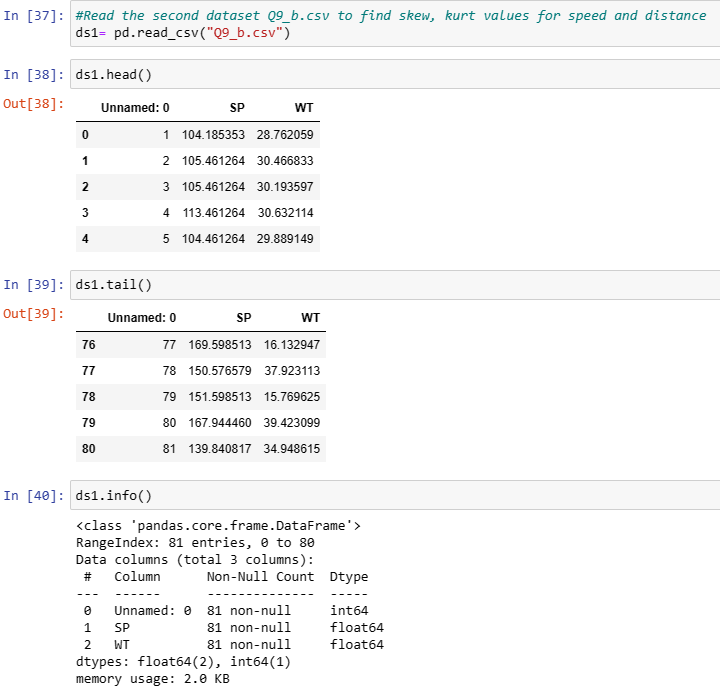 In [37]: #Read the second dataset Q9_b.csv to find skew, kurt values for speed and distance
ds1= pd.read_csv("Q9_b.csv")
In [38]: ds1.head()
Out[38]:
Unnamed: 0 SP WT
0 1 104.185353 28.762059
1 2 105.461264 30.466833
2 3 105.461264 30.193597
3 4 113.461264 30.632114
4 5 104.461264 29.889149
In [39]: ds1.tail()
Out[39]:
Unnamed: 0 SP WT
76 77 169.598513 16.132947
77 78 150.576579 37.923113
78 79 151.598513 15.769625
79 80 167.944460 39.423099
80 81 139.840817 34.948615
In [40]: ds1.info()
<class 'pandas.core.frame.DataFrame'>
RangeIndex: 81 entries, 0 to 80
Data columns (total 3 columns):
# Column Non-Null Count Dtype
--- ------ -------------- -----
0 Unnamed: 0 81 non-null int64
1 SP 81 non-null float64
2 WT 81 non-null float64
dtypes: float64(2), int64(1)
memory usage: 2.0 KB